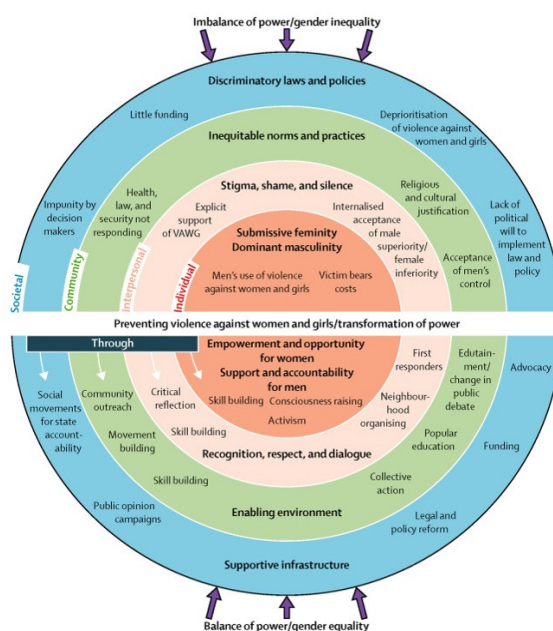 Imbalance of power/gender inequality
Discriminatory laws and policies
Little funding
Deprioritisation
of violence against
women and girls
Inequitable norms and practices
Impunity by
decision
makers
Health,
law, and
security not
responding
Stigma, shame, and silence
Religious
and cultural
justification
Lack of
political
will to
implement
law and
policy
Explicit
support
of VAWG
Internalised
acceptance
of male
superiority/
female
inferiority
Acceptance
of men's
control
Submissive feminity
Dominant masculinity
Men's use of violence
against women and girls
Victim bears
costs
Societal
Community
Interpersonal
Individual
Preventing violence against women and girls/transformation of power
Through
Empowerment and opportunity
for women
Support and accountability
for men
Skill building
Consciousness raising
Activism
First
responders
Edutain-
ment/
change in
public
debate
Advocacy
Social
movements
for state
account-
ability
Community
outreach
Critical
reflection
Neighbour-
hood
organising
Movement
building
Skill building
Popular
education
Funding
Recognition, respect, and dialogue
Skill building
Collective
action
Public opinion
campaigns
Enabling environment
Legal and
policy reform
Supportive infrastructure
Balance of power/gender equality